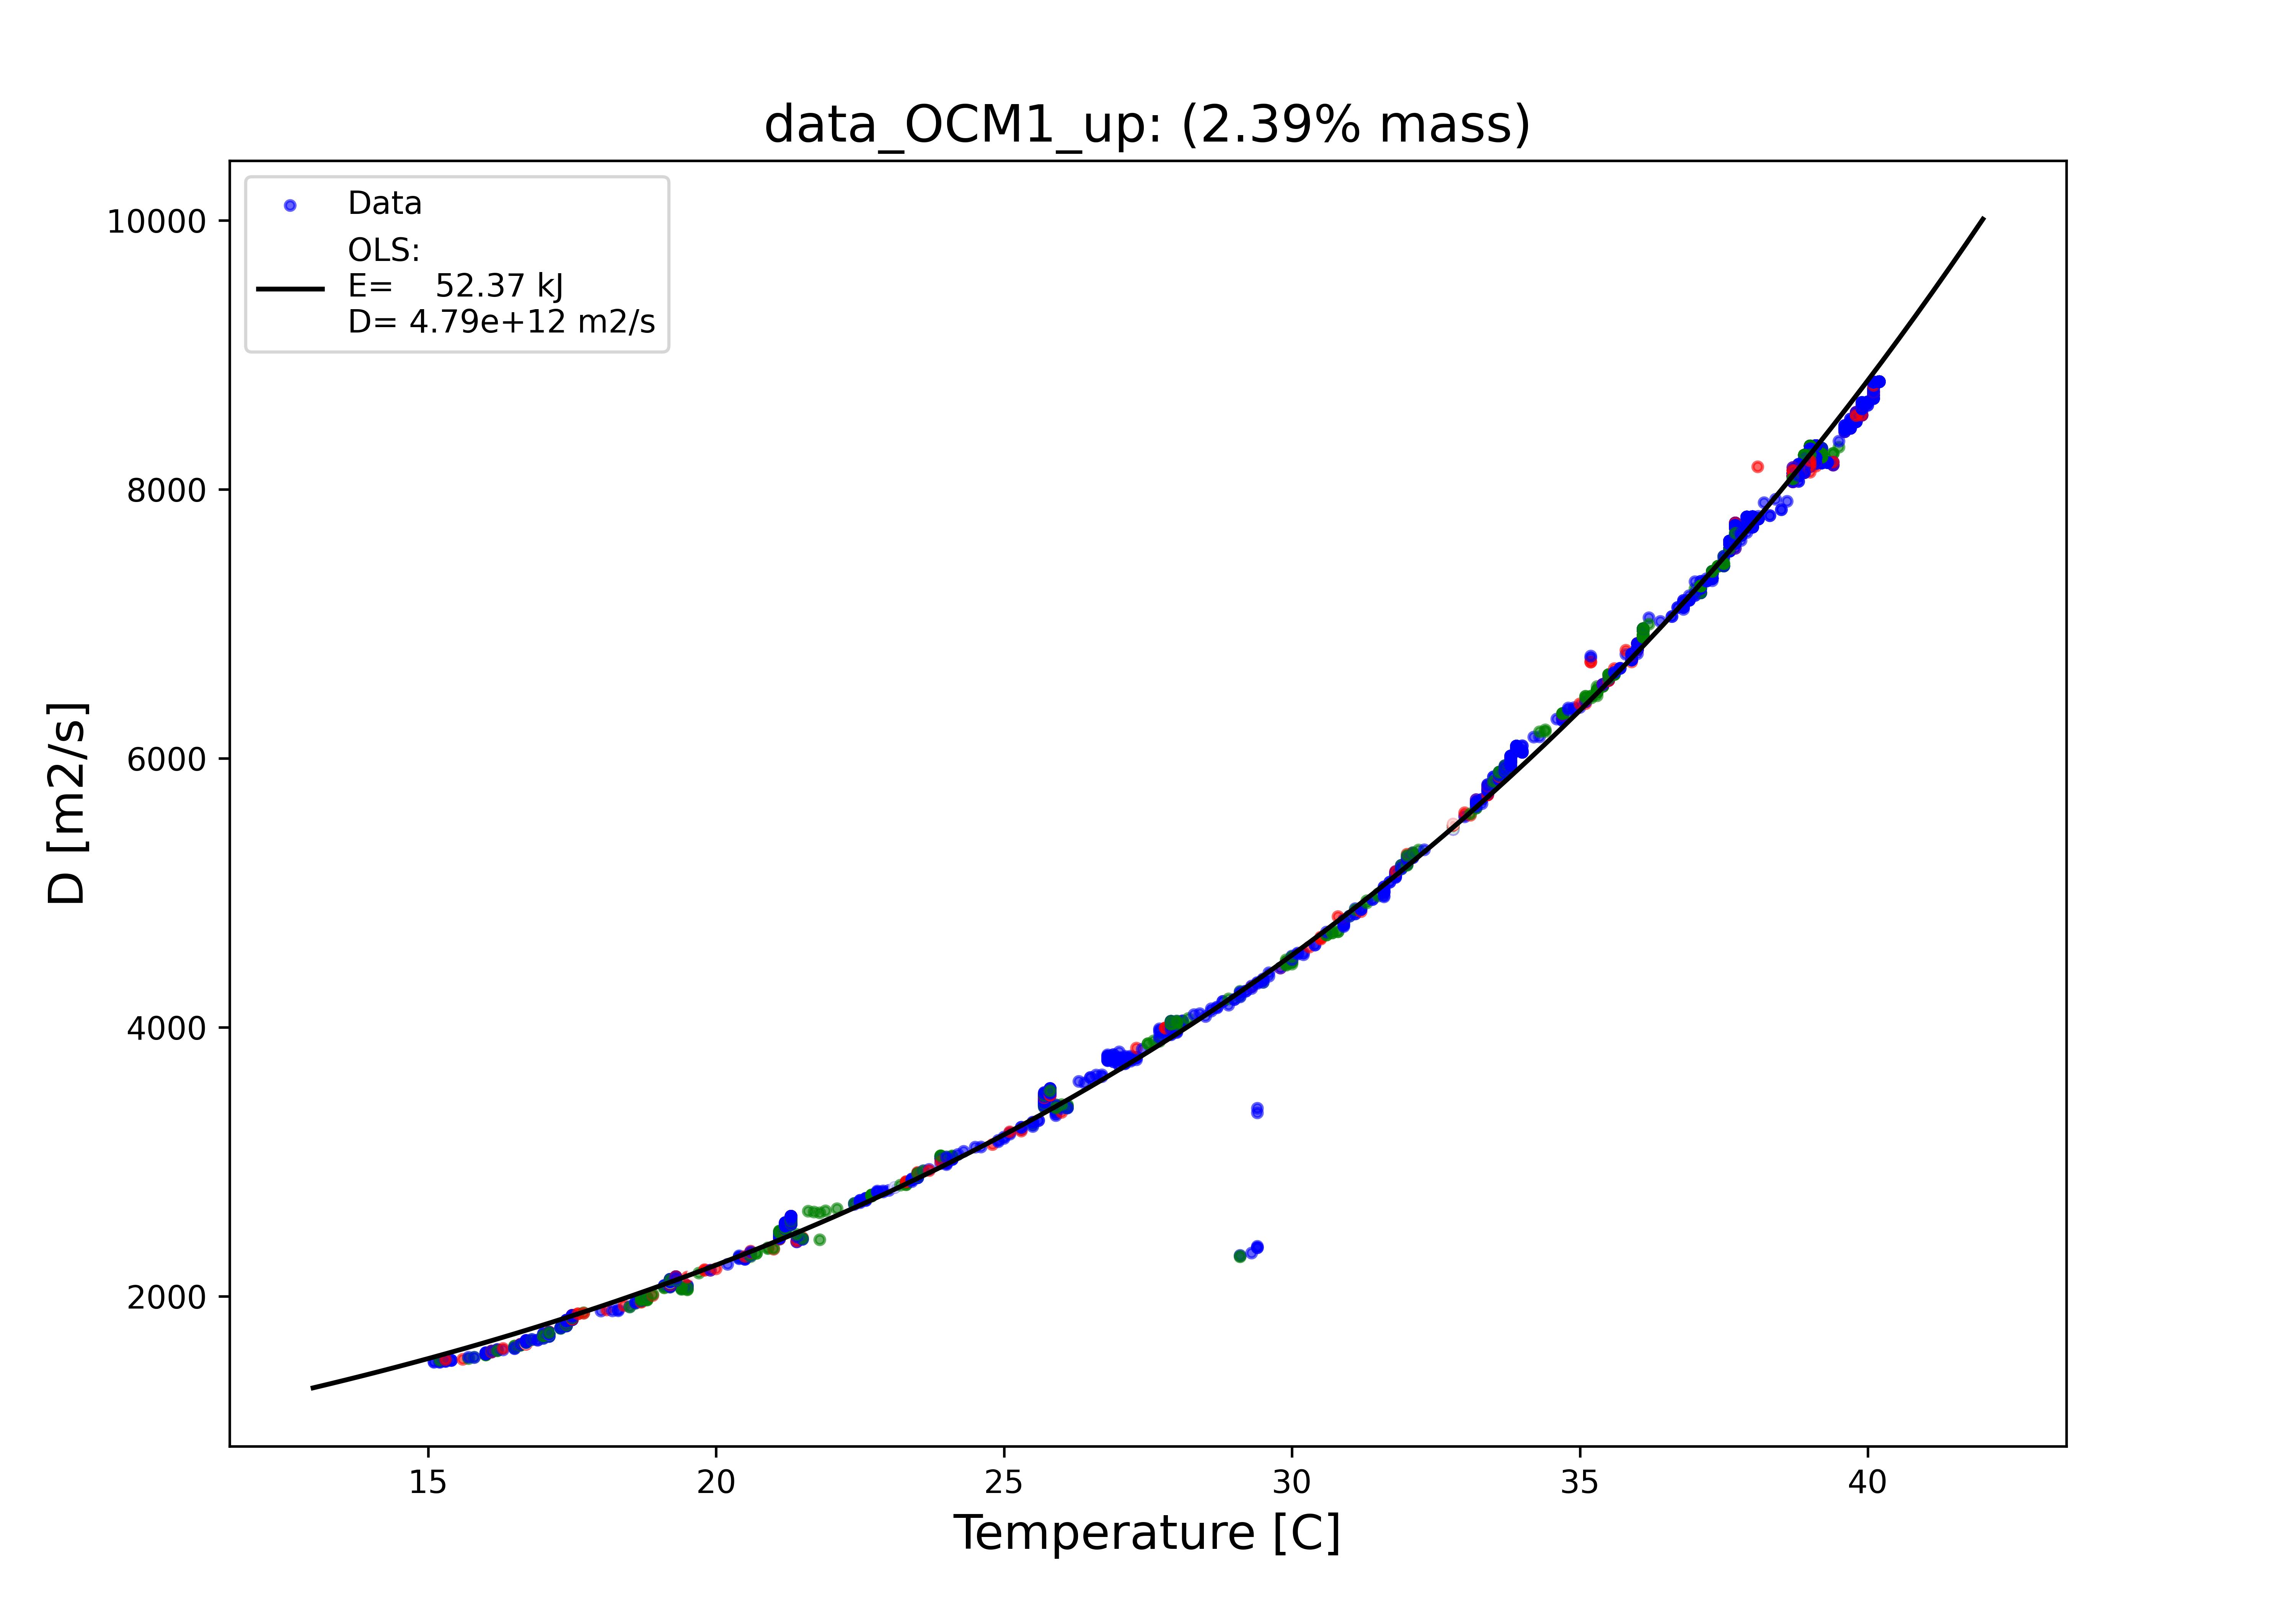 data_OCM1_up: (2.39% mass)
Data
OLS:
E= 52.37 kJ
D= 4.79e+12 m2/s
10000
8000
6000
4000
2000
D [m2/s]
15 20 25 30 35 40
Temperature [C]